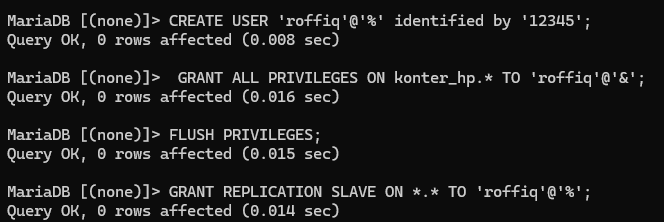 MariaDB [(none)]> CREATE USER 'roffiq'@'%' identified by '12345';
Query OK, 0 rows affected (0.008 sec)
MariaDB [(none)]>  GRANT ALL PRIVILEGES ON konter_hp.* TO 'roffiq'@'&';
Query OK, 0 rows affected (0.016 sec)
MariaDB [(none)]> FLUSH PRIVILEGES;
Query OK, 0 rows affected (0.015 sec)
MariaDB [(none)]> GRANT REPLICATION SLAVE ON *.* TO 'roffiq'@'%';
Query OK, 0 rows affected (0.014 sec)